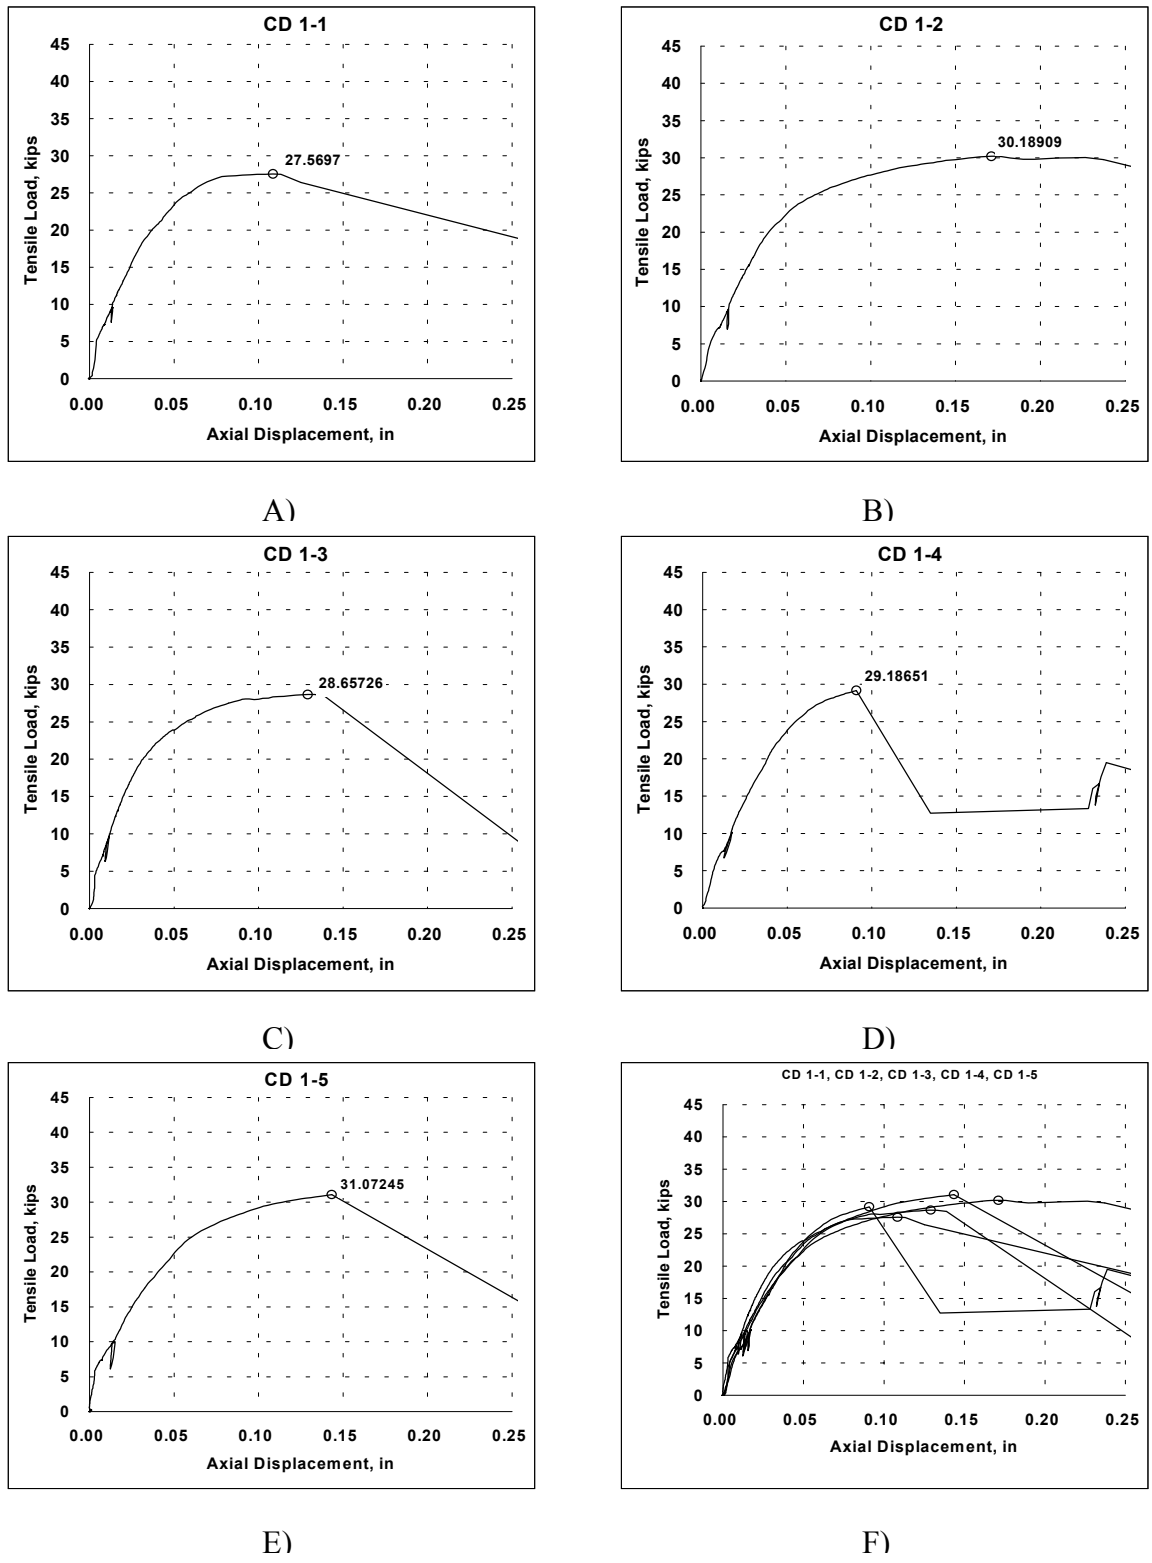 CD 1-1
45
40
35
30
25
20
15
10
5
0
27.5697
Tensile Load, kips
0.00 0.05 0.10 0.15 0.20 0.25
Axial Displacement, in
A)
CD 1-2
45
40
35
30
25
20
15
10
5
0
30.18909
Tensile Load, kips
0.00 0.05 0.10 0.15 0.20 0.25
Axial Displacement, in
B)
CD 1-3
45
40
35
30
25
20
15
10
5
0
28.65726
Tensile Load, kips
0.00 0.05 0.10 0.15 0.20 0.25
Axial Displacement, in
C)
CD 1-4
45
40
35
30
25
20
15
10
5
0
29.18651
Tensile Load, kips
0.00 0.05 0.10 0.15 0.20 0.25
Axial Displacement, in
D)
CD 1-5
45
40
35
30
25
20
15
10
5
0
31.07245
Tensile Load, kips
0.00 0.05 0.10 0.15 0.20 0.25
Axial Displacement, in
E)
CD 1-1, CD 1-2, CD 1-3, CD 1-4, CD 1-5
45
40
35
30
25
20
15
10
5
0
Tensile Load, kips
0.00 0.05 0.10 0.15 0.20 0.25
Axial Displacement, in
F)